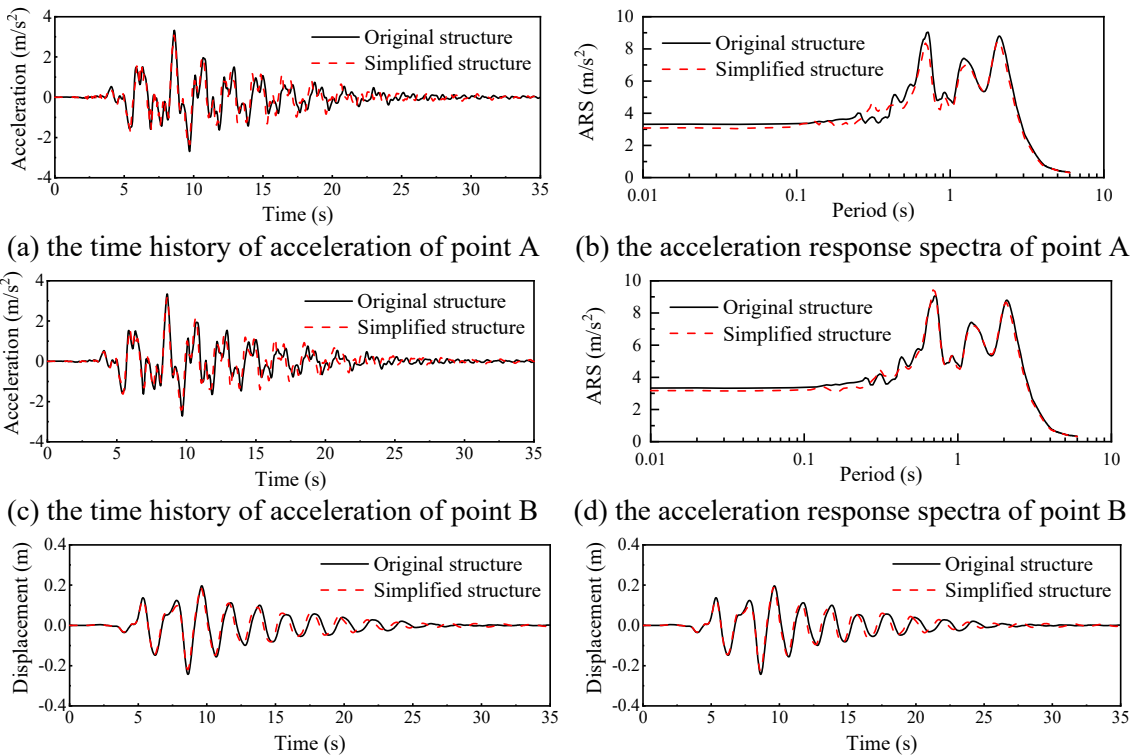 4
2
0
-2
-4
Acceleration (m/s²)
Original structure
Simplified structure
0 5 10 15 20 25 30 35
Time (s)
10
8
6
4
2
0
ARS (m/s²)
Original structure
Simplified structure
0.01 0.1 1 10
Period (s)
(a) the time history of acceleration of point A
(b) the acceleration response spectra of point A
4
2
0
-2
-4
Acceleration (m/s²)
Original structure
Simplified structure
0 5 10 15 20 25 30 35
Time (s)
10
8
6
4
2
0
ARS (m/s²)
Original structure
Simplified structure
0.01 0.1 1 10
Period (s)
(c) the time history of acceleration of point B
(d) the acceleration response spectra of point B
0.4
0.2
0.0
-0.2
-0.4
Displacement (m)
Original structure
Simplified structure
0 5 10 15 20 25 30 35
Time (s)
0.4
0.2
0.0
-0.2
-0.4
Displacement (m)
Original structure
Simplified structure
0 5 10 15 20 25 30 35
Time (s)